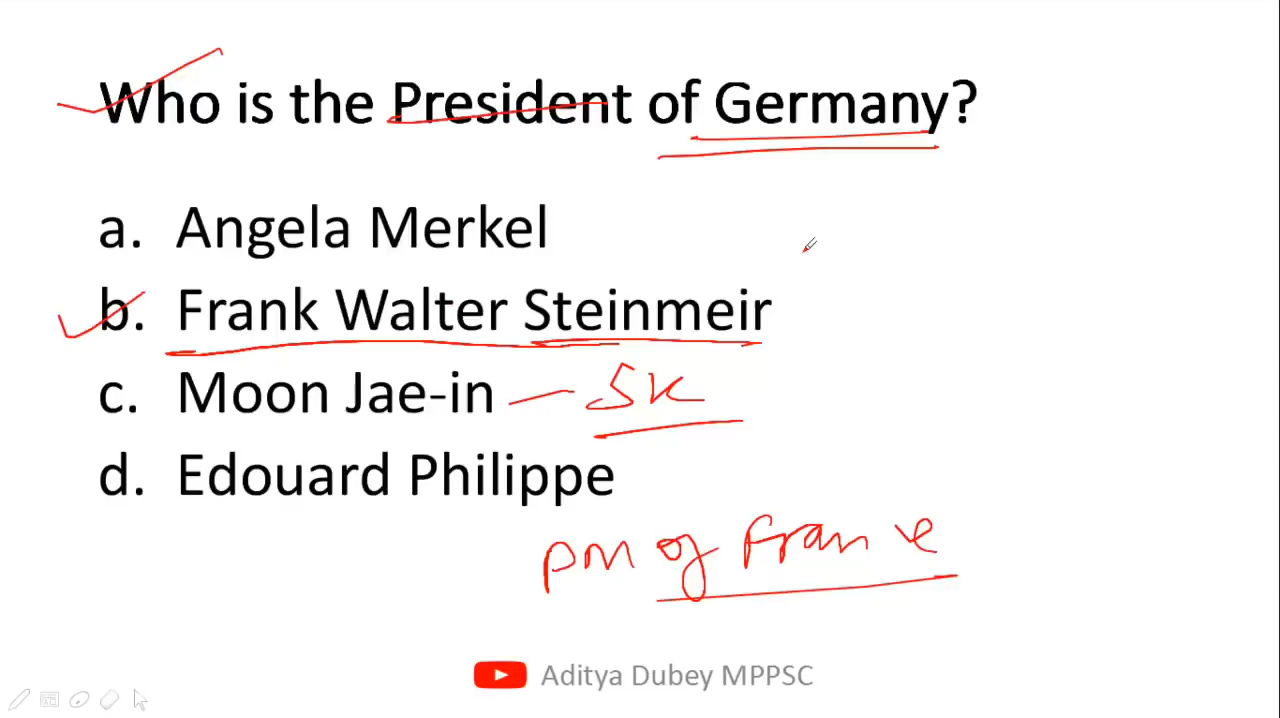 Who is the President of Germany?
a. Angela Merkel
b. Frank Walter Steinmeir
c. Moon Jae-in – SK
d. Edouard Philippe
PM of France
Aditya Dubey MPPSC